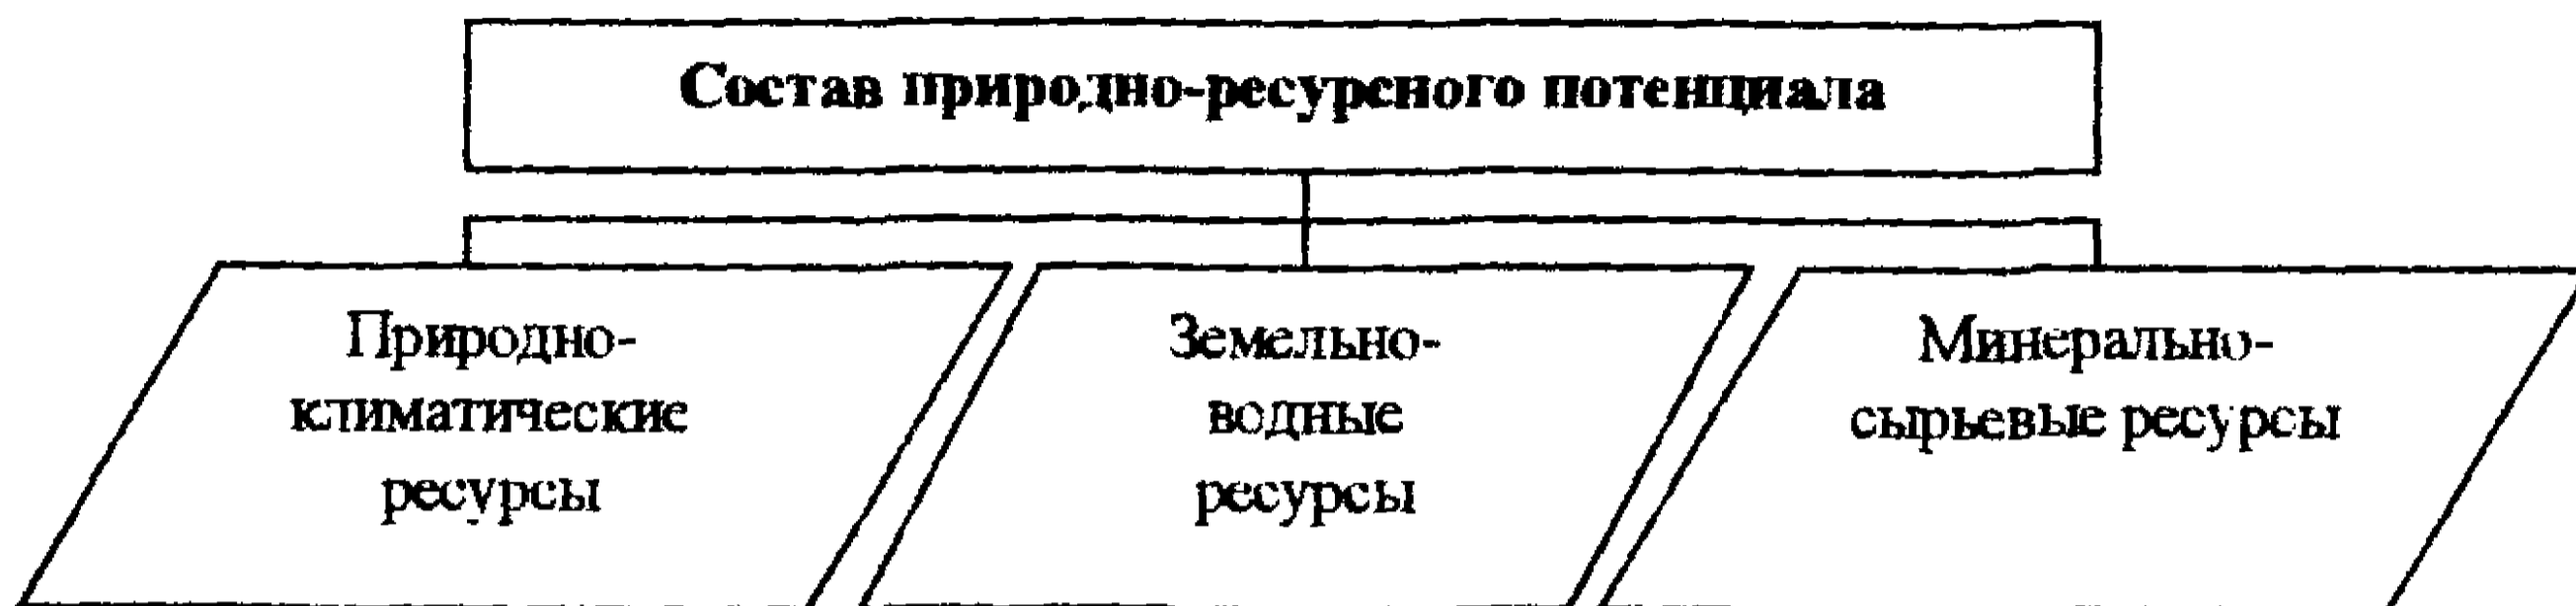 Состав природно-ресурсного потенциала
Природно-
климатические
ресурсы
Земельно-
водные
ресурсы
Минерально-
сырьевые ресурсы